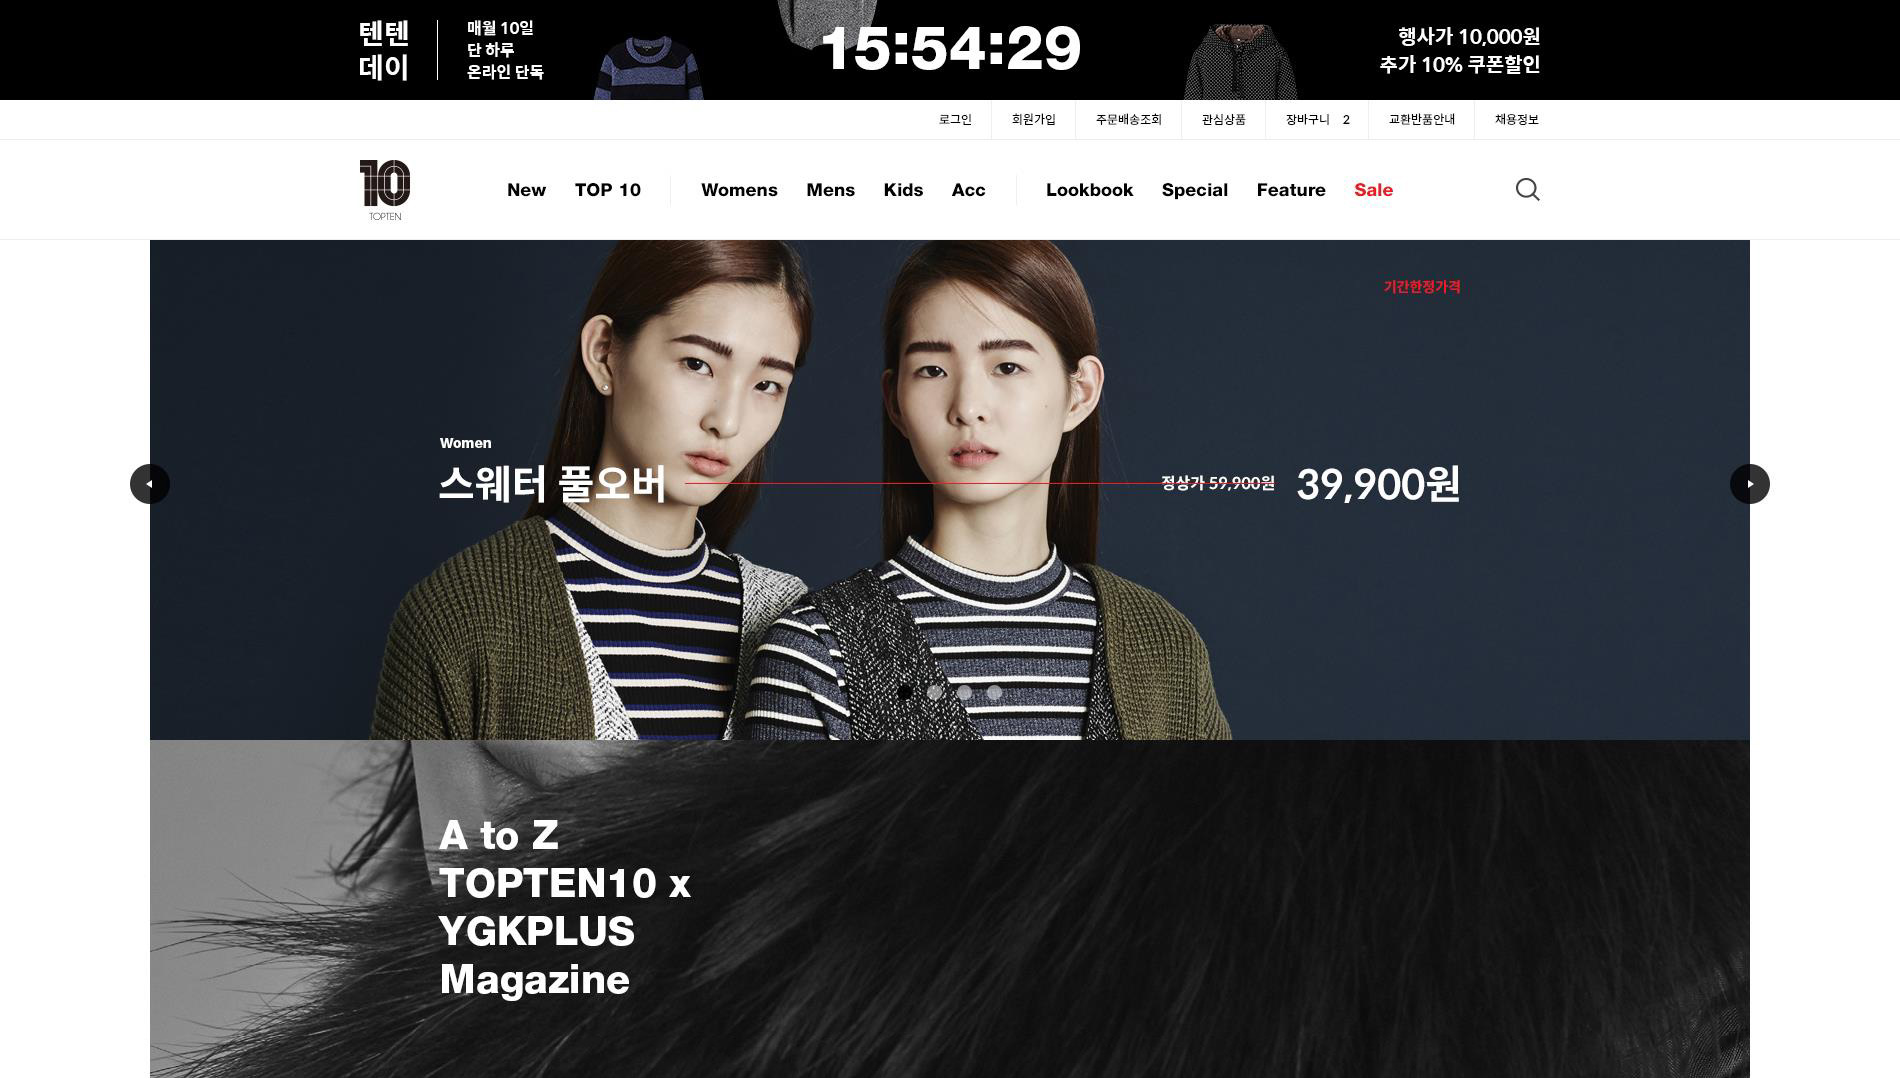 텐텐
데이
매월 10일
단 하루
온라인 단독
15:54:29
행사가 10,000원
추가 10% 쿠폰할인
로그인 회원가입 주문배송조회 관심상품 장바구니 2 교환반품안내 채용정보
10
TOPTEN
New TOP 10 Womens Mens Kids Acc Lookbook Special Feature Sale
기간한정가격
Women
스웨터 풀오버 정상가 59,900원 39,900원
A to Z
TOPTEN10 x
YGKPLUS
Magazine